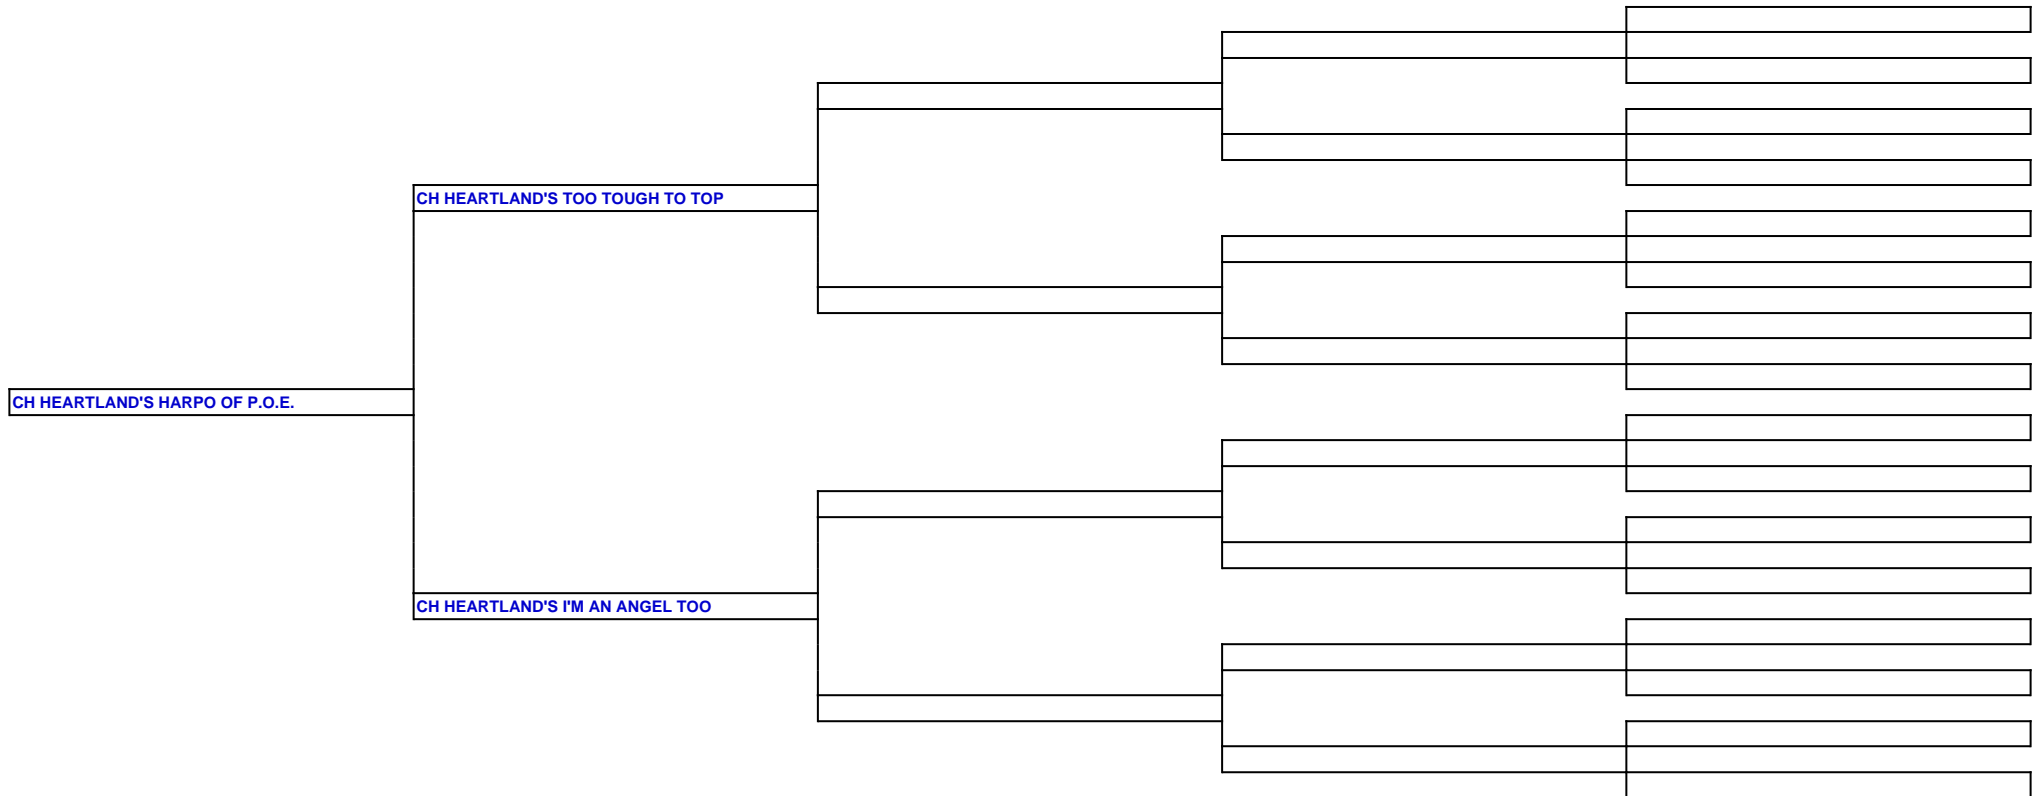 CH HEARTLAND'S TOO TOUGH TO TOP
CH HEARTLAND'S HARPO OF P.O.E.
CH HEARTLAND'S I'M AN ANGEL TOO